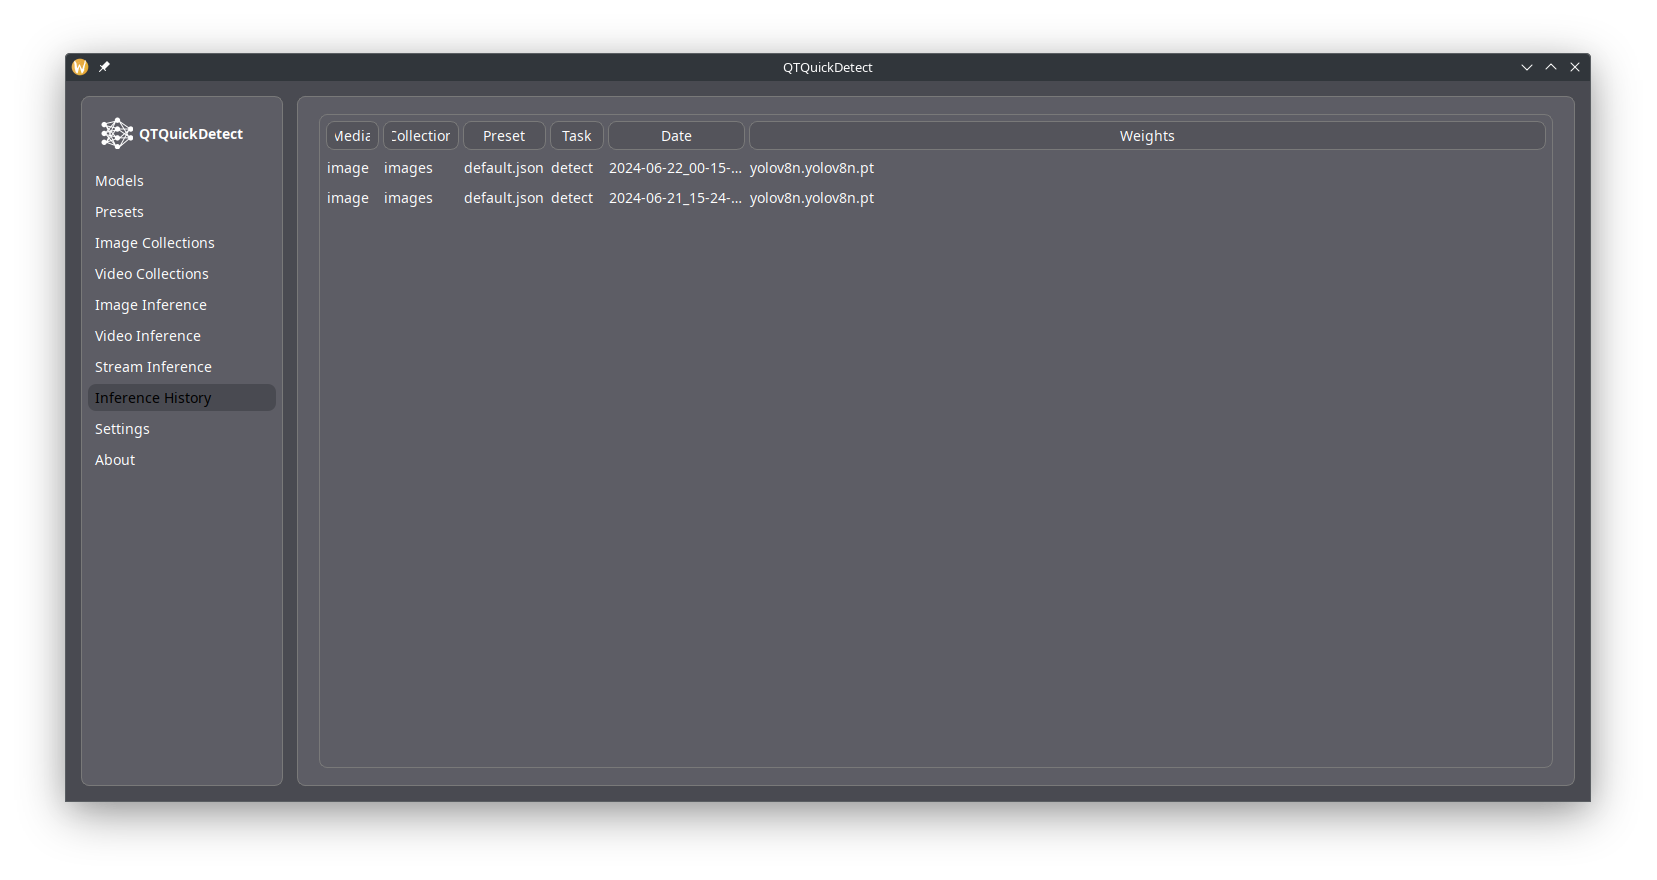 QTQuickDetect
QTQuickDetect
Models
Presets
Image Collections
Video Collections
Image Inference
Video Inference
Stream Inference
Inference History
Settings
About
Media Collection Preset Task Date Weights
image images default.json detect 2024-06-22_00-15-... yolov8n.yolov8n.pt
image images default.json detect 2024-06-21_15-24-... yolov8n.yolov8n.pt